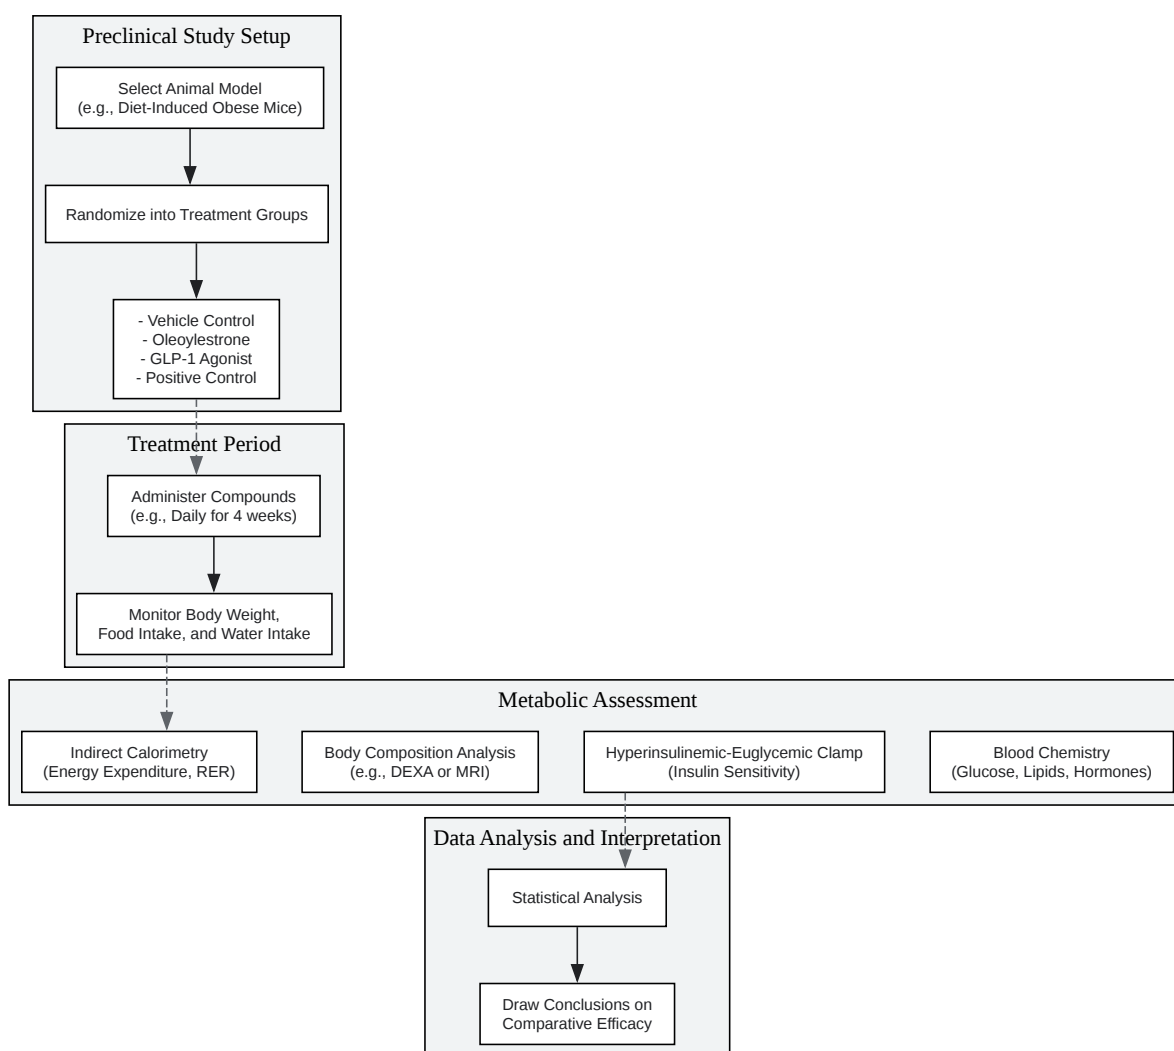 Preclinical Study Setup
Select Animal Model
(e.g., Diet-Induced Obese Mice)
Randomize into Treatment Groups
- Vehicle Control
- Oleoylestrone
- GLP-1 Agonist
- Positive Control
Treatment Period
Administer Compounds
(e.g., Daily for 4 weeks)
Monitor Body Weight,
Food Intake, and Water Intake
Metabolic Assessment
Indirect Calorimetry
(Energy Expenditure, RER)
Body Composition Analysis
(e.g., DEXA or MRI)
Hyperinsulinemic-Euglycemic Clamp
(Insulin Sensitivity)
Blood Chemistry
(Glucose, Lipids, Hormones)
Data Analysis and Interpretation
Statistical Analysis
Draw Conclusions on
Comparative Efficacy